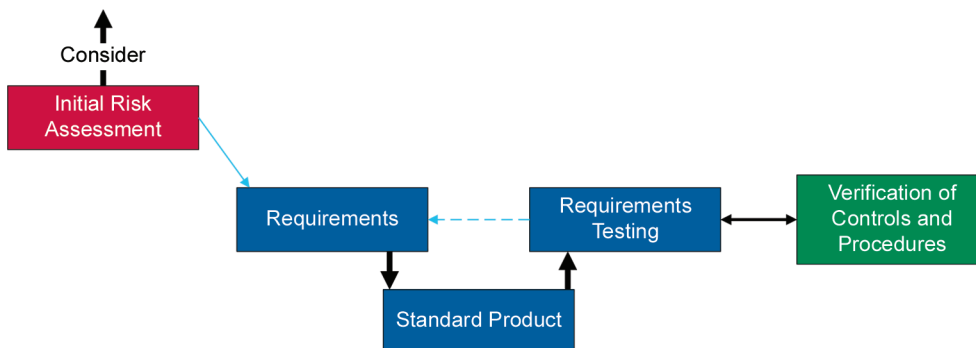 Consider
Initial Risk
Assessment
Requirements
Requirements
Testing
Verification of
Controls and
Procedures
Standard Product